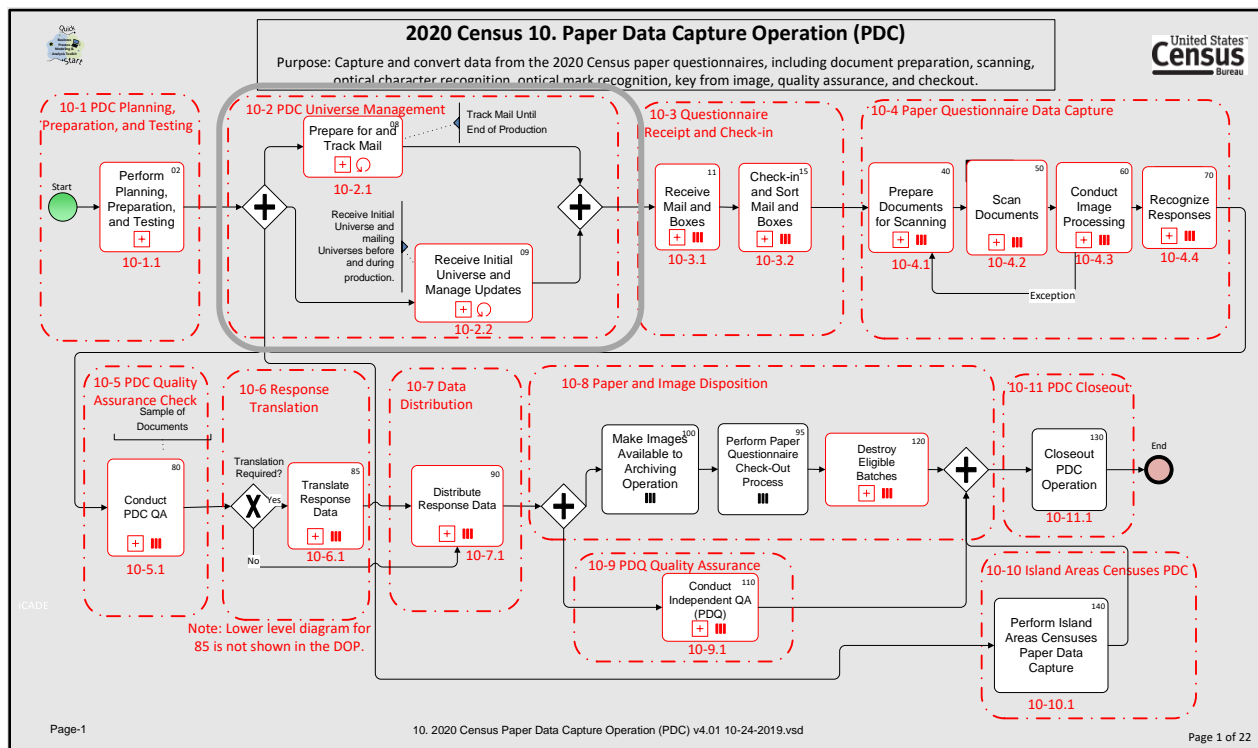 Quick
Business
Process
Modeling &
Analysis Toolkit
Start
2020 Census 10. Paper Data Capture Operation (PDC)
Purpose: Capture and convert data from the 2020 Census paper questionnaires, including document preparation, scanning,
optical character recognition, optical mark recognition, key from image, quality assurance, and checkout.
United States
Census
Bureau
10-1 PDC Planning,
Preparation, and Testing
Start
02
Perform
Planning,
Preparation,
and Testing
10-1.1
10-2 PDC Universe Management
08
Prepare for and
Track Mail
10-2.1
Track Mail Until
End of Production
Receive Initial
Universe and
mailing
Universes before
and during
production.
09
Receive Initial
Universe and
Manage Updates
10-2.2
10-3 Questionnaire
Receipt and Check-in
11
Receive
Mail and
Boxes
10-3.1
15
Check-in
and Sort
Mail and
Boxes
10-3.2
10-4 Paper Questionnaire Data Capture
40
Prepare
Documents
for Scanning
10-4.1
50
Scan
Documents
10-4.2
60
Conduct
Image
Processing
10-4.3
70
Recognize
Responses
10-4.4
Exception
10-5 PDC Quality
Assurance Check
Sample of
Documents
80
Conduct
PDC QA
10-5.1
10-6 Response
Translation
Translation
Required?
Yes
No
85
Translate
Response
Data
10-6.1
Note: Lower level diagram for
85 is not shown in the DOP.
10-7 Data
Distribution
90
Distribute
Response Data
10-7.1
10-8 Paper and Image Disposition
100
Make Images
Available to
Archiving
Operation
95
Perform Paper
Questionnaire
Check-Out
Process
120
Destroy
Eligible
Batches
10-9 PDQ Quality Assurance
110
Conduct
Independent QA
(PDQ)
10-9.1
10-11 PDC Closeout
130
Closeout
PDC
Operation
10-11.1
End
10-10 Island Areas Censuses PDC
140
Perform Island
Areas Censuses
Paper Data
Capture
10-10.1
iCADE
Page-1
10. 2020 Census Paper Data Capture Operation (PDC) v4.01 10-24-2019.vsd
Page 1 of 22